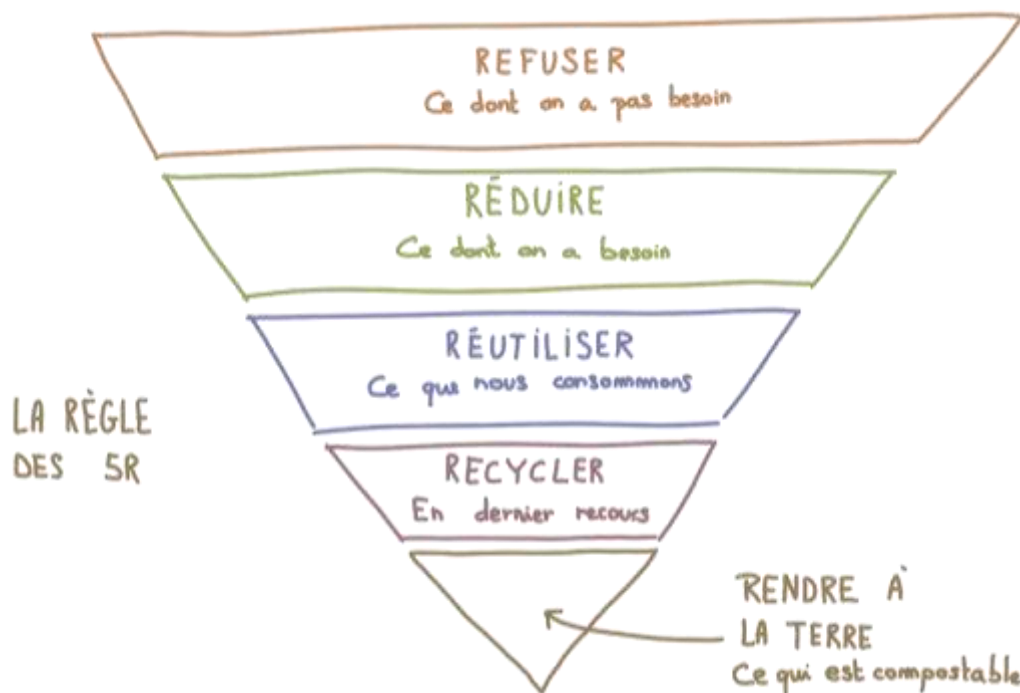 REFUSER
Ce dont on a pas besoin
RÉDUIRE
Ce dont on a besoin
RÉUTILISER
Ce que nous consommons
LA RÈGLE
DES 5R
RECYCLER
En dernier recours
RENDRE À
LA TERRE
Ce qui est compostable